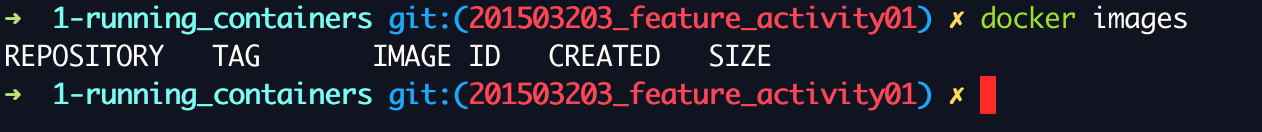 ➜  1-running_containers git:(201503203_feature_activity01) ✗ docker images
REPOSITORY   TAG       IMAGE ID   CREATED   SIZE
➜  1-running_containers git:(201503203_feature_activity01) ✗